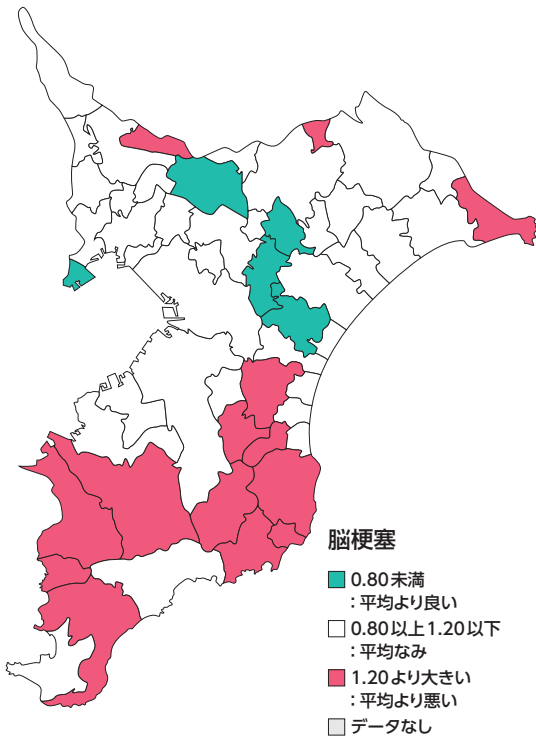 脳梗塞
0.80未満
：平均より良い
0.80以上1.20以下
：平均なみ
1.20より大きい
：平均より悪い
データなし